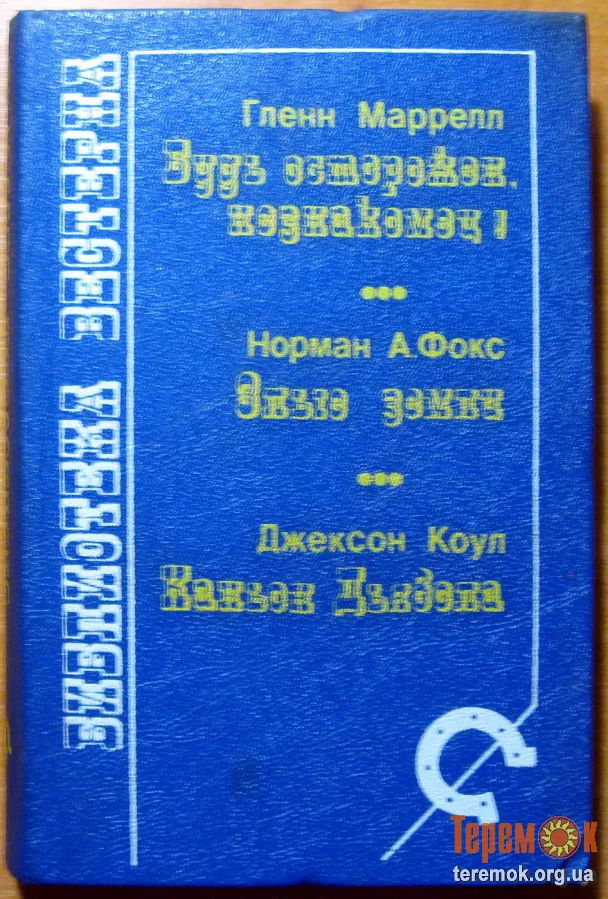 БИБЛИОТЕКА ВЕСТЕРНА
Гленн Маррелл
Будь осторожен,
незнакомец!
Норман А.Фокс
Злые земли
Джексон Коул
Каньон Дьявола
ТеремОк
teremok.org.ua